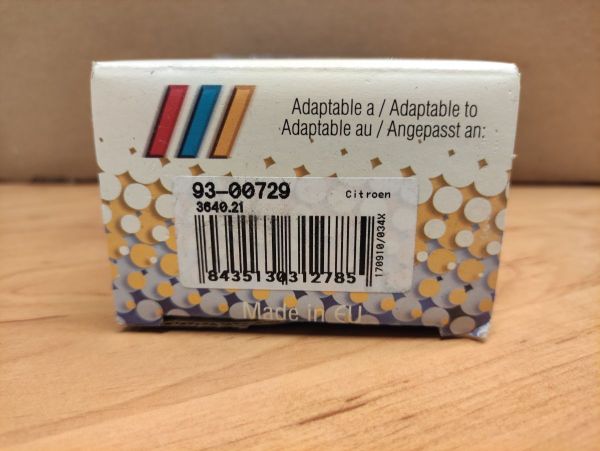 Adaptable a / Adaptable to
Adaptable au / Angepasst an:
93-00729
Citroen
3640.21
170910/034X
8435130312785
Made in EU